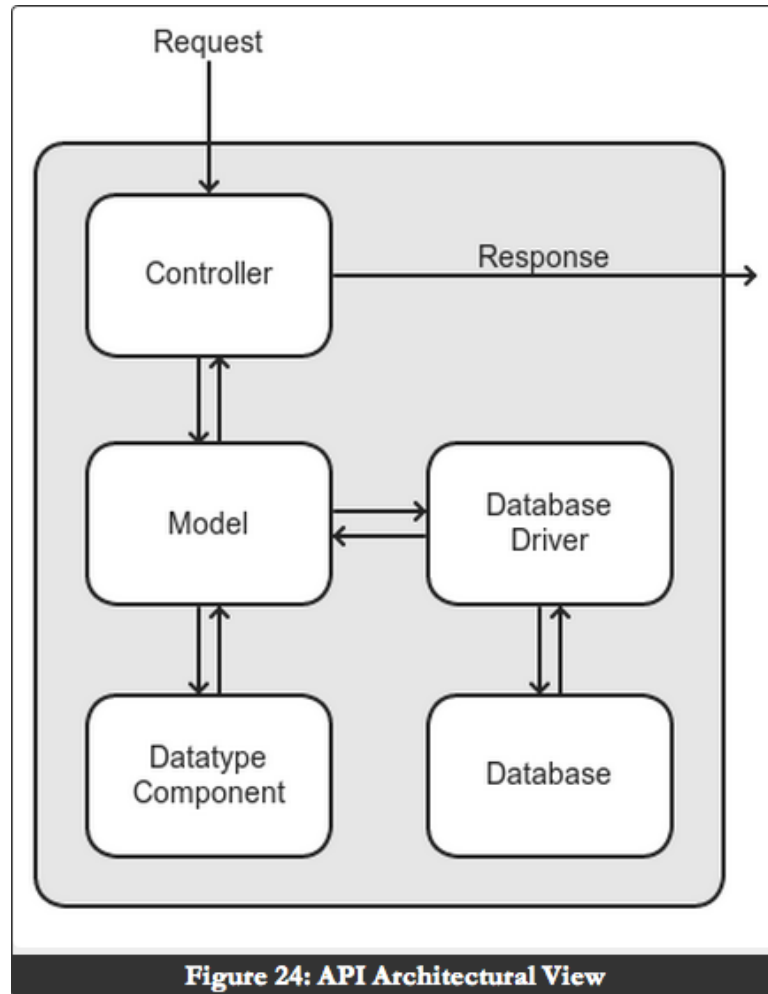 Request
Controller
Response
Model
Database
Driver
Datatype
Component
Database
Figure 24: API Architectural View